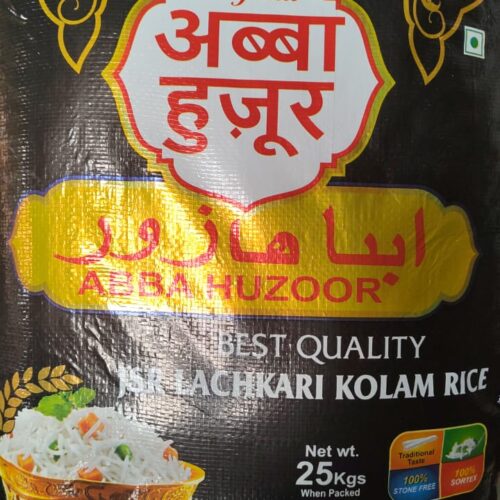 अब्बा
हुज़ूर
اببا هازور
ABBA HUZOOR
BEST QUALITY
JSR LACHKARI KOLAM RICE
Net wt.
25Kgs
When Packed
Traditional
Taste
100%
STONE FREE
100%
SORTEX